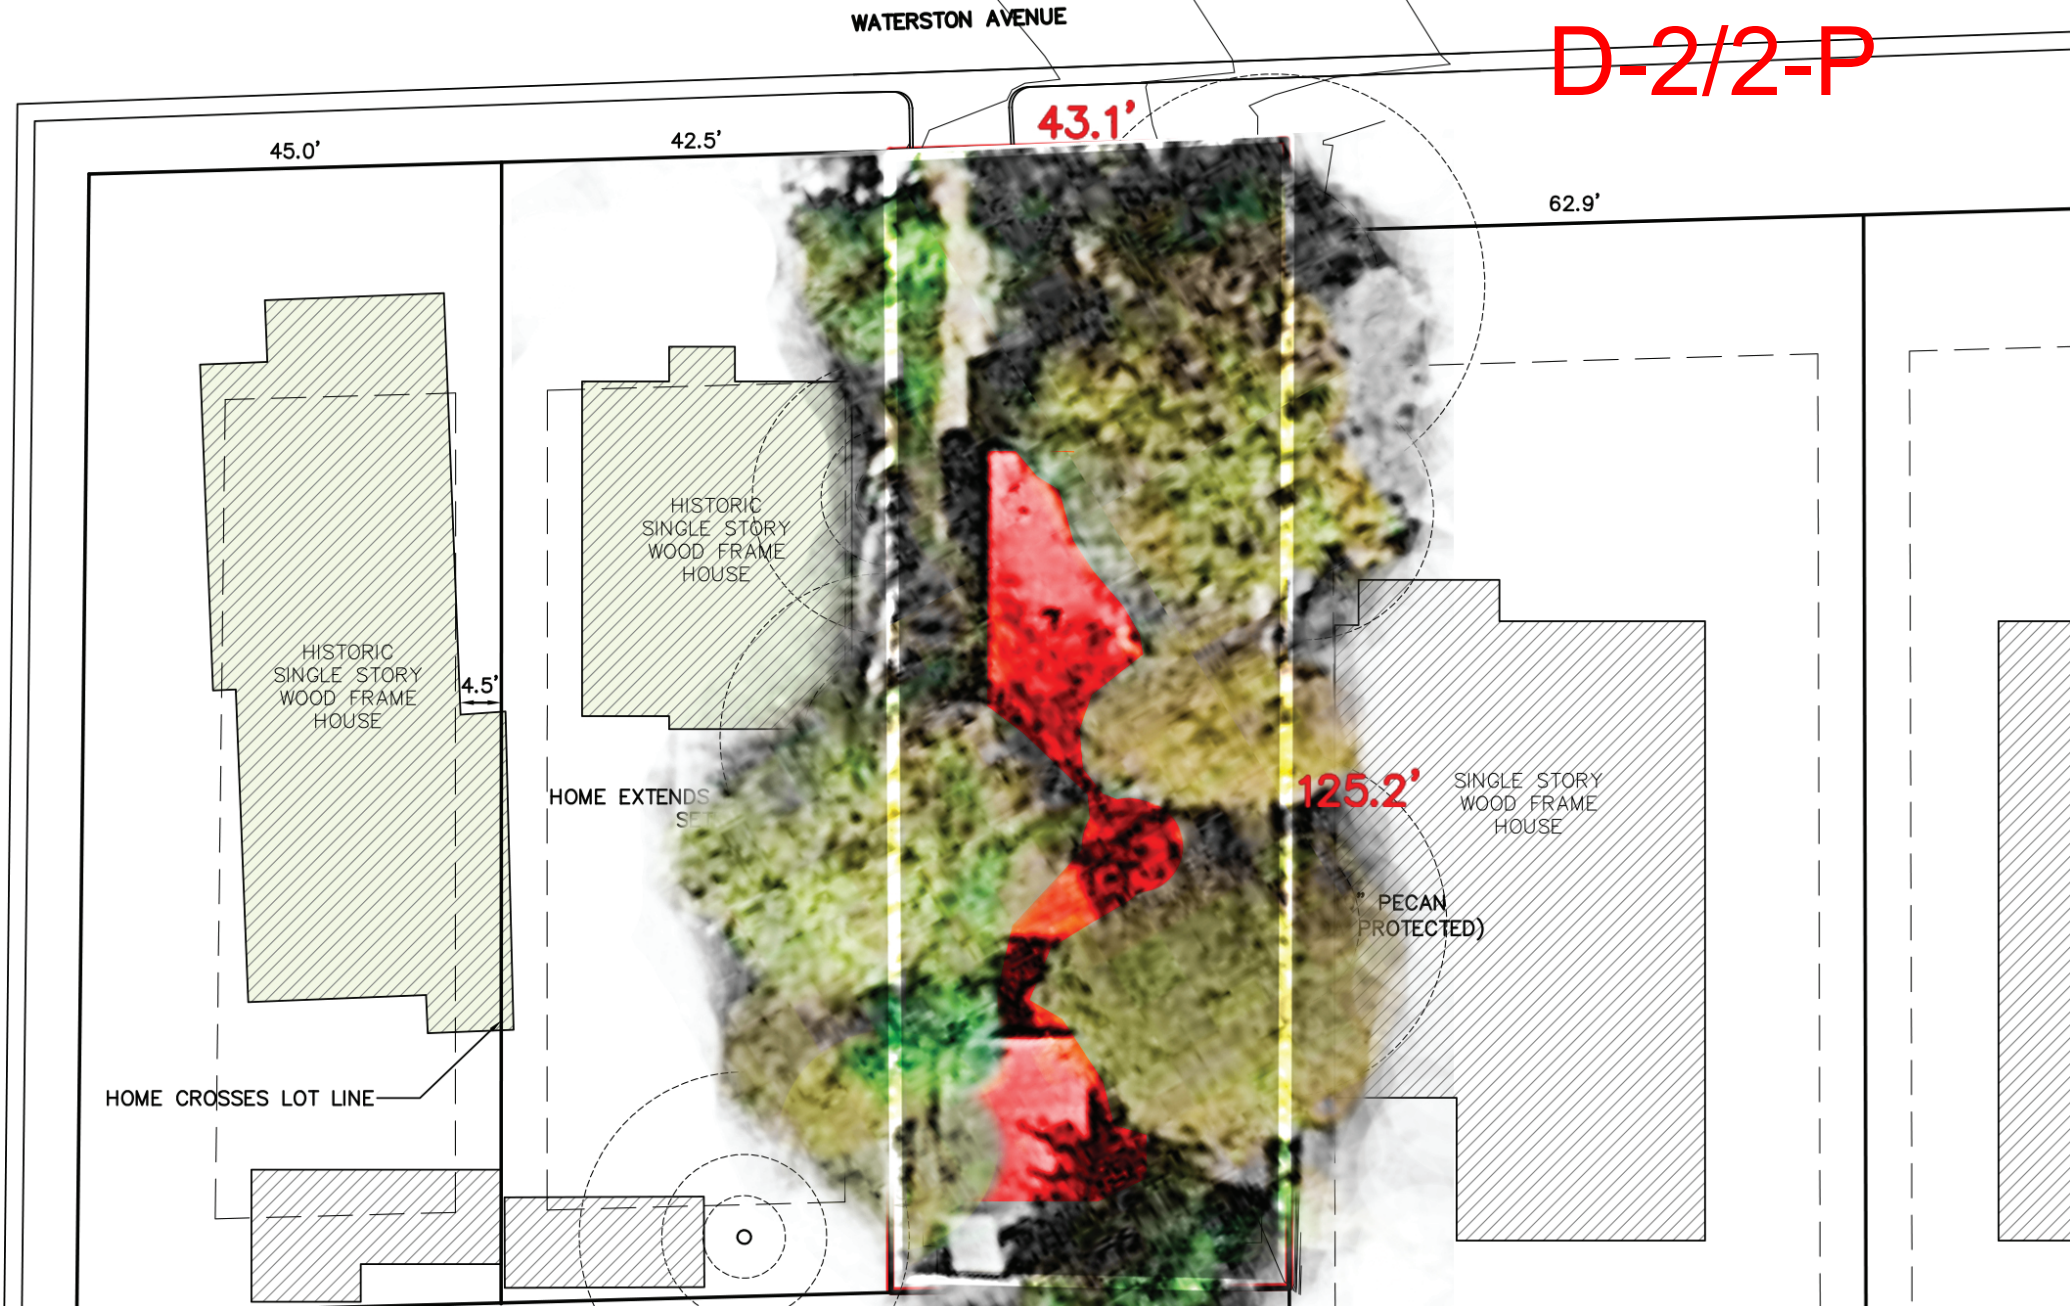 WATERSTON AVENUE
D-2/2-P
43.1'
45.0'
42.5'
62.9'
HISTORIC
SINGLE STORY
WOOD FRAME
HOUSE
HISTORIC
SINGLE STORY
WOOD FRAME
HOUSE
4.5'
HOME EXTENDS
SET
125.2'
SINGLE STORY
WOOD FRAME
HOUSE
" PECAN
PROTECTED)
HOME CROSSES LOT LINE